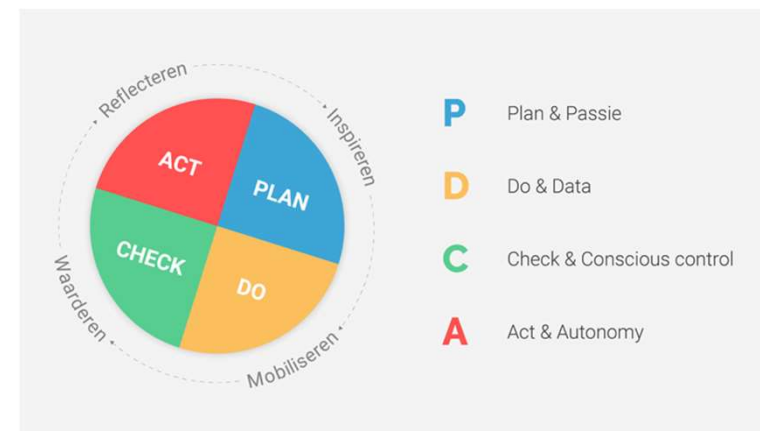 Reflecteren
Inspireren
ACT
PLAN
CHECK
DO
Waarderen
Mobiliseren
P Plan & Passie
D Do & Data
C Check & Conscious control
A Act & Autonomy